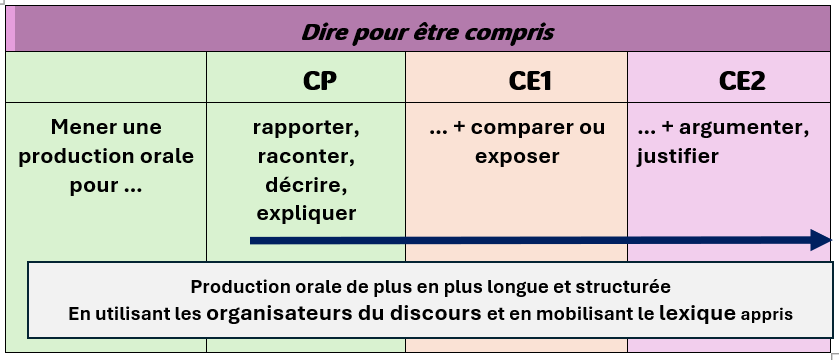 Dire pour être compris
CP
CE1
CE2
Mener une
production orale
pour ...
rapporter,
raconter,
décrire,
expliquer
... + comparer ou
exposer
... + argumenter,
justifier
Production orale de plus en plus longue et structurée
En utilisant les organisateurs du discours et en mobilisant le lexique appris